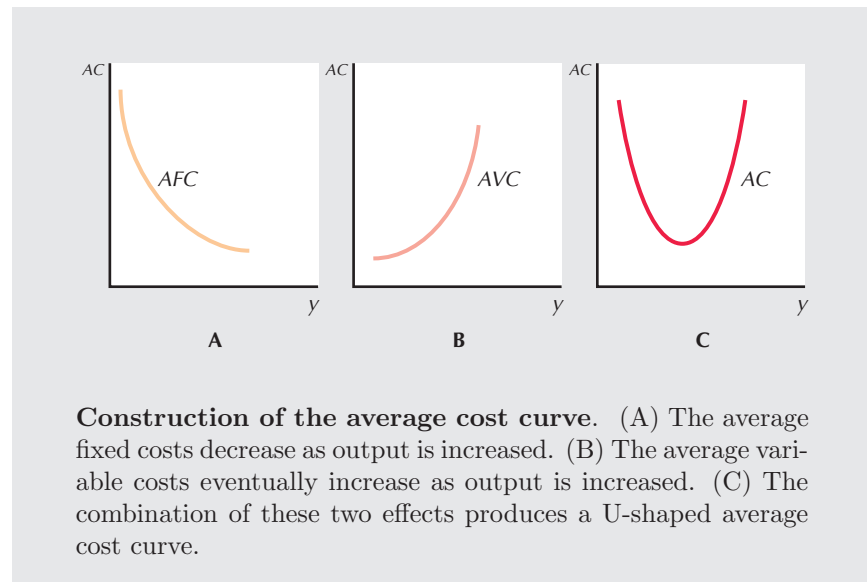 AC
AFC
y
A
AC
AVC
y
B
AC
AC
y
C
Construction of the average cost curve. (A) The average
fixed costs decrease as output is increased. (B) The average vari-
able costs eventually increase as output is increased. (C) The
combination of these two effects produces a U-shaped average
cost curve.